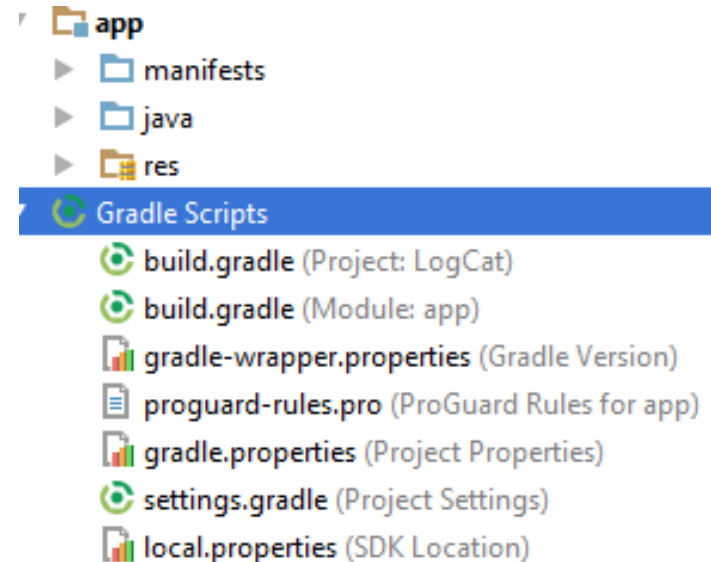 app
manifests
java
res
Gradle Scripts
build.gradle (Project: LogCat)
build.gradle (Module: app)
gradle-wrapper.properties (Gradle Version)
proguard-rules.pro (ProGuard Rules for app)
gradle.properties (Project Properties)
settings.gradle (Project Settings)
local.properties (SDK Location)